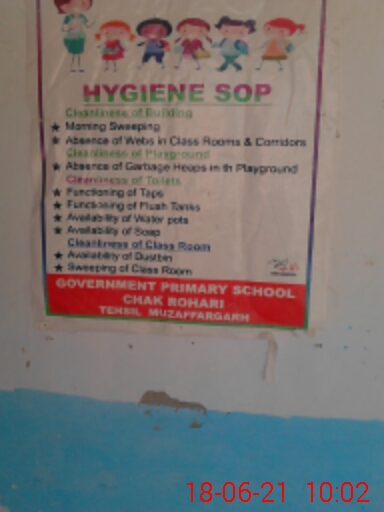 HYGIENE SOP
Cleanliness of Building
★ Morning Sweeping
★ Absence of Webs in Class Rooms & Corridors
Cleanliness of Playground
★ Absence of Garbage Heaps in th Playground
Cleanliness of Toilets
★ Functioning of Taps
★ Functioning of Flush Tanks
★ Availability of Water pots
★ Availability of Soap
Cleanliness of Class Room
★ Availability of Dustbin
★ Sweeping of Class Room
GOVERNMENT PRIMARY SCHOOL
CHAK ROHARI
TEHSIL MUZAFFARGARH
18-06-21 10:02